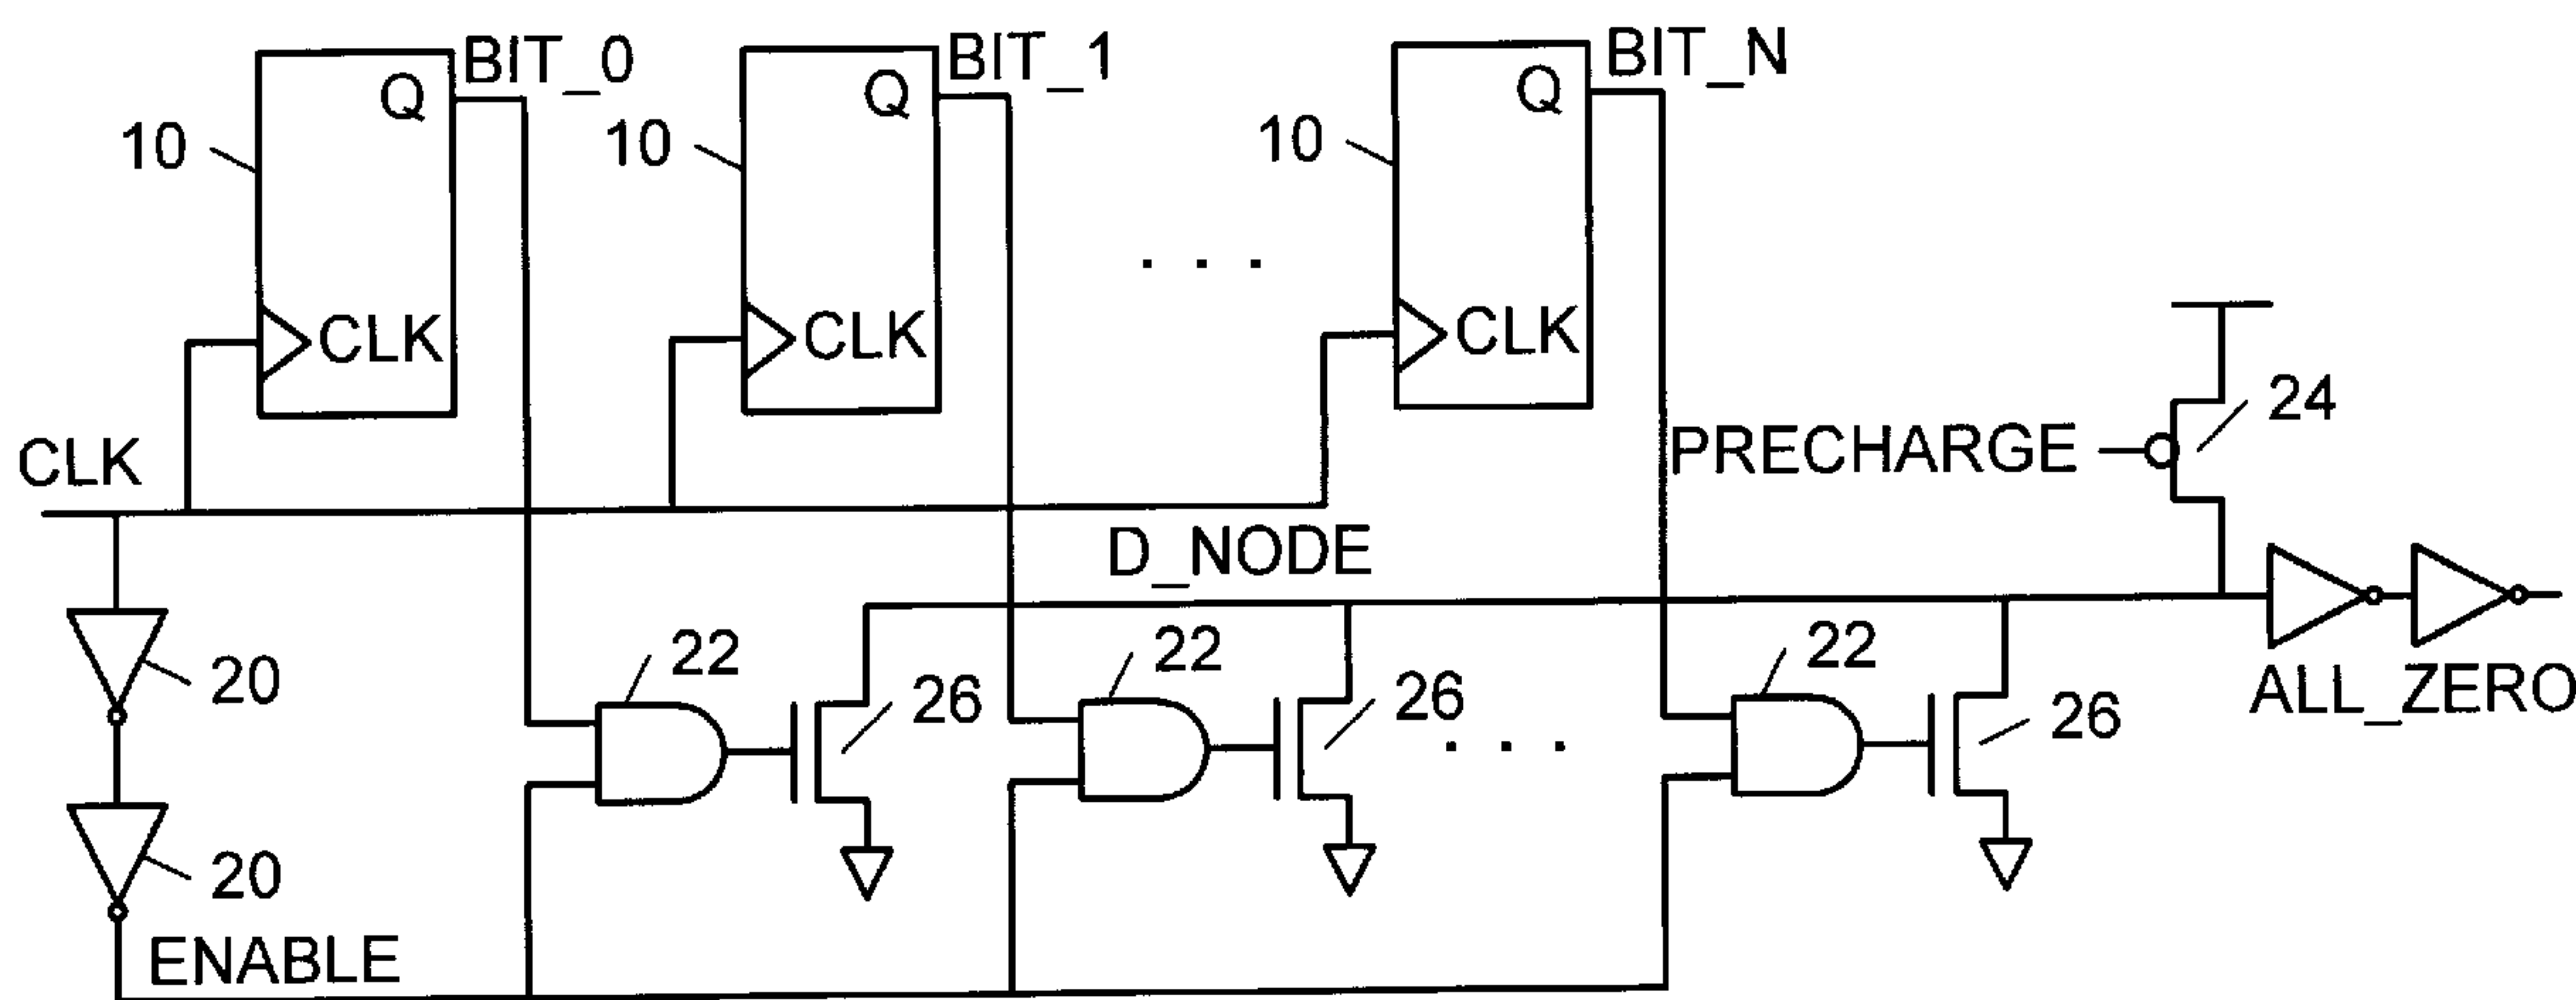 BIT_0
BIT_1
BIT_N
Q
Q
Q
10
10
10
CLK
CLK
CLK
24
CLK
PRECHARGE
D_NODE
22
22
22
20
26
26
26
ALL_ZERO
20
ENABLE